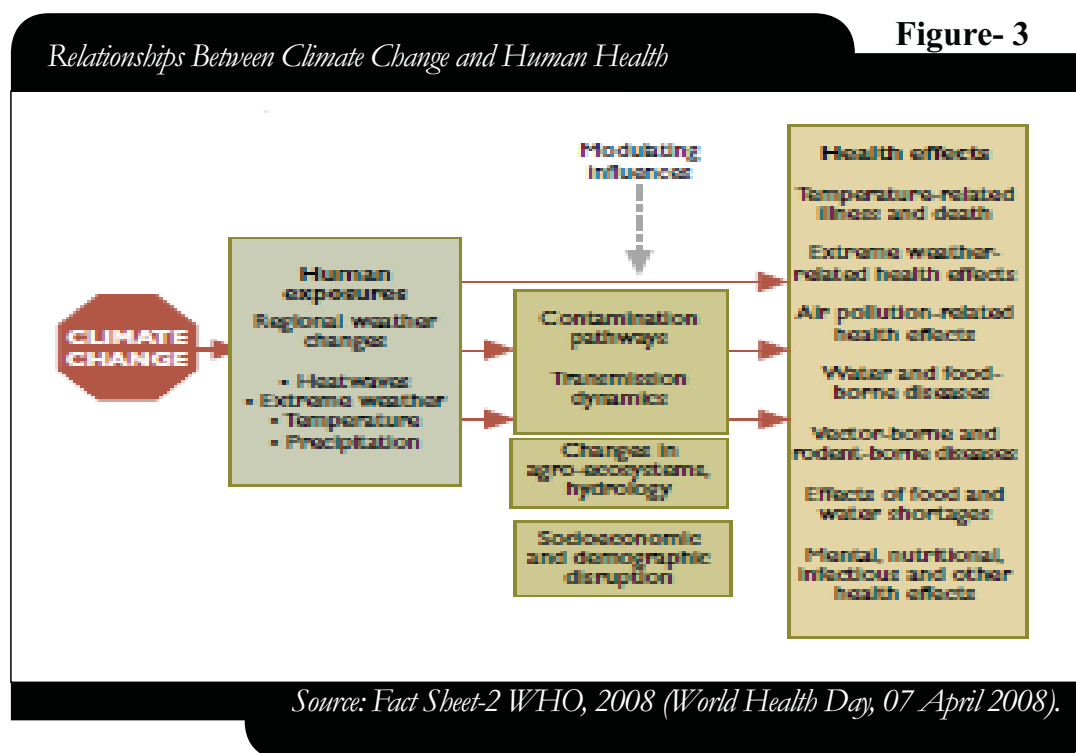 Figure- 3
Relationships Between Climate Change and Human Health
Modulating
influences
CLIMATE
CHANGE
Human
exposures
Regional weather
changes
• Heatwaves
• Extreme weather
• Temperature
• Precipitation
Contamination
pathways
Transmission
dynamics
Changes in
agro-ecosystems,
hydrology
Socioeconomic
and demographic
disruption
Health effects
Temperature-related
illness and death
Extreme weather-
related health effects
Air pollution-related
health effects
Water and food-
borne diseases
Vector-borne and
rodent-borne diseases
Effects of food and
water shortages
Mental, nutritional,
infectious and other
health effects
Source: Fact Sheet-2 WHO, 2008 (World Health Day, 07 April 2008).